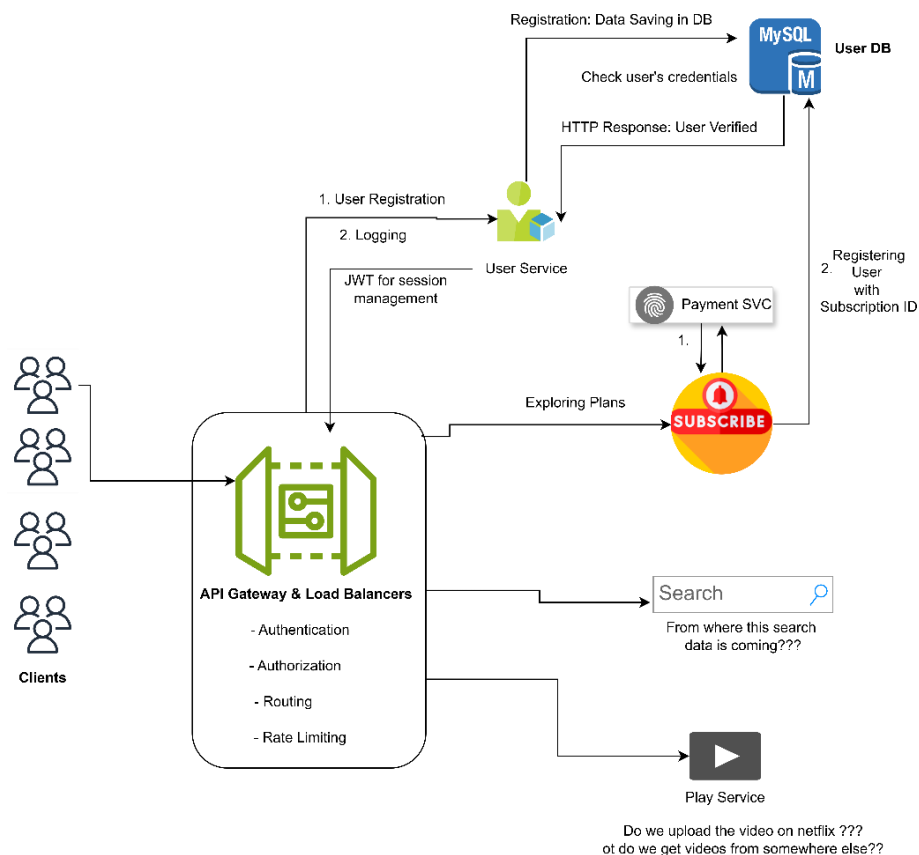 Registration: Data Saving in DB
MySQL
User DB
M
Check user's credentials
HTTP Response: User Verified
1. User Registration
2. Logging
User Service
JWT for session
management
2.
Registering
User
with
Subscription ID
Payment SVC
1.
Exploring Plans
SUBSCRIBE
API Gateway & Load Balancers
- Authentication
- Authorization
- Routing
- Rate Limiting
Clients
Search
From where this search
data is coming???
Play Service
Do we upload the video on netflix ???
ot do we get videos from somewhere else??